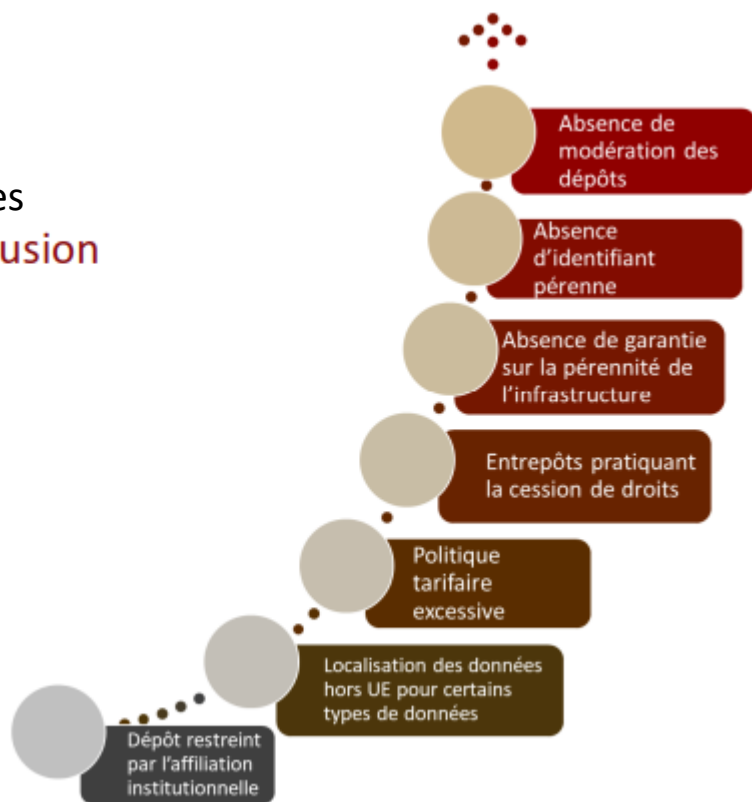 Absence de
modération des
dépôts
es
usion
Absence
d'identifiant
pérenne
Absence de garantie
sur la pérennité de
l'infrastructure
Entrepôts pratiquant
la cession de droits
Politique
tarifaire
excessive
Localisation des données
hors UE pour certains
types de données
Dépôt restreint
par l'affiliation
institutionnelle